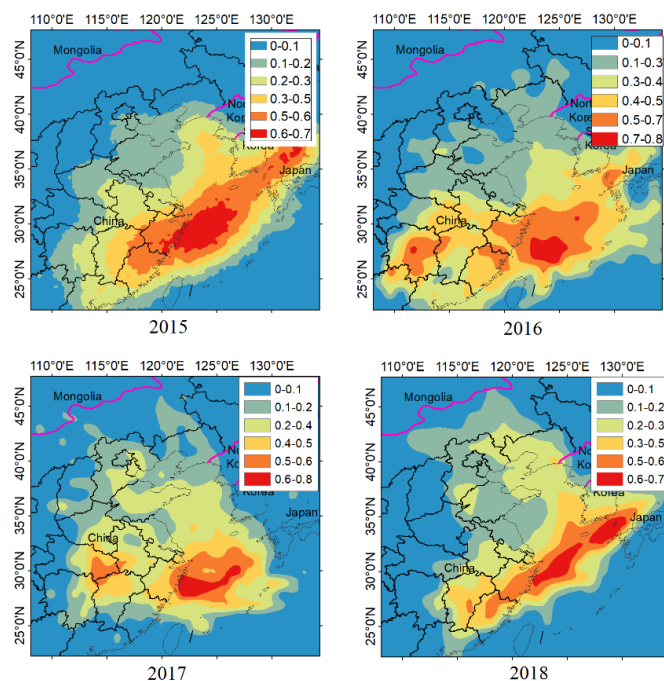 110°0'E 115°0'E 120°0'E 125°0'E 130°0'E
45°0'N
40°0'N
35°0'N
30°0'N
25°0'N
Mongolia
0-0.1
0.1-0.2
0.2-0.3
0.3-0.5
0.5-0.6
0.6-0.7
Korea
Korea
Japan
China
2015
110°0'E 115°0'E 120°0'E 125°0'E 130°0'E
45°0'N
40°0'N
35°0'N
30°0'N
25°0'N
Mongolia
0-0.1
0.1-0.3
0.3-0.4
0.4-0.5
0.5-0.7
0.7-0.8
Nor
Korea
S
Korea
Japan
China
2016
110°0'E 115°0'E 120°0'E 125°0'E 130°0'E
45°0'N
40°0'N
35°0'N
30°0'N
25°0'N
Mongolia
0-0.1
0.1-0.2
0.2-0.4
0.4-0.5
0.5-0.6
0.6-0.8
No
Ko
Korea
Japan
China
2017
110°0'E 115°0'E 120°0'E 125°0'E 130°0'E
45°0'N
40°0'N
35°0'N
30°0'N
25°0'N
Mongolia
0-0.1
0.1-0.2
0.2-0.3
0.3-0.5
0.5-0.6
0.6-0.7
No
Ko
Korea
Japan
China
2018